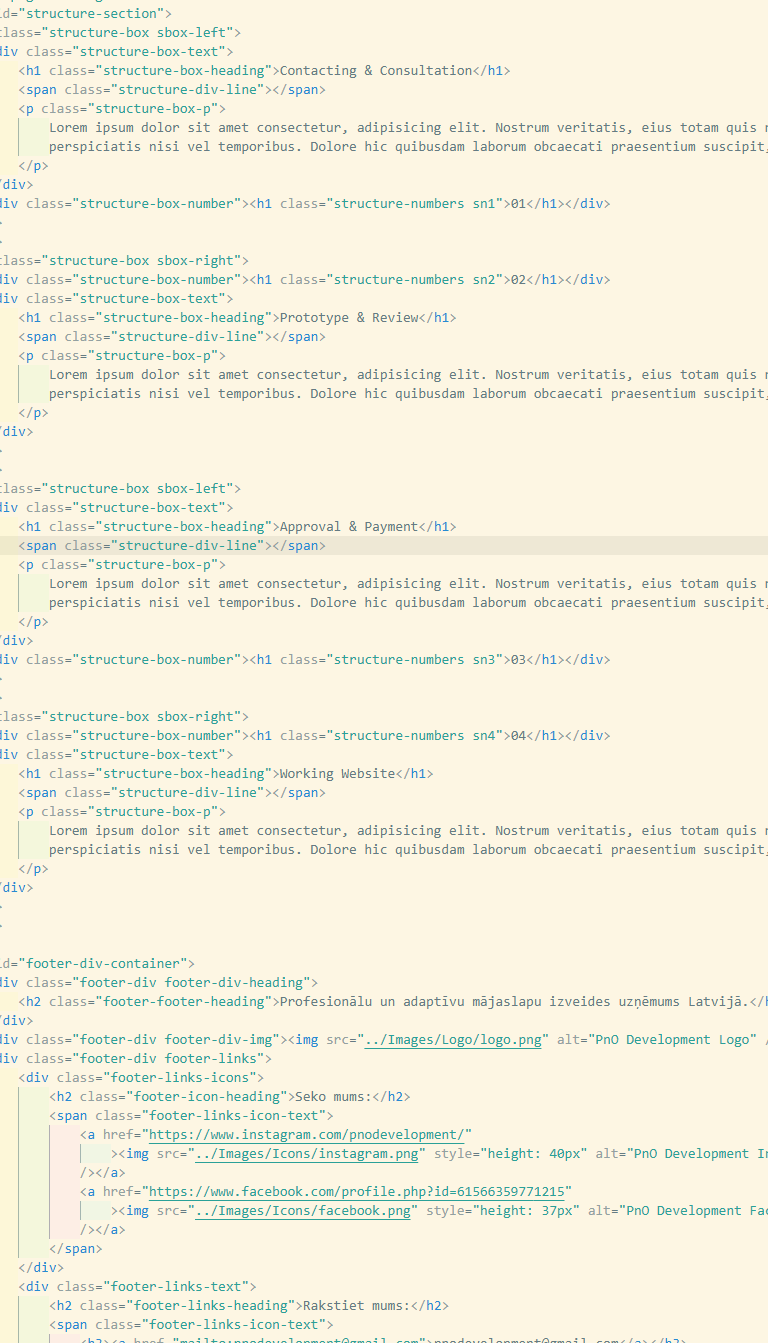 id="structure-section">
class="structure-box sbox-left">
div class="structure-box-text">
<h1 class="structure-box-heading">Contacting & Consultation</h1>
<span class="structure-div-line"></span>
<p class="structure-box-p">
Lorem ipsum dolor sit amet consectetur, adipisicing elit. Nostrum veritatis, eius totam quis
perspiciatis nisi vel temporibus. Dolore hic quibusdam laborum obcaecati praesentium suscipit,
</p>
/div>
div class="structure-box-number"><h1 class="structure-numbers sn1">01</h1></div>
>
>
class="structure-box sbox-right">
div class="structure-box-number"><h1 class="structure-numbers sn2">02</h1></div>
div class="structure-box-text">
<h1 class="structure-box-heading">Prototype & Review</h1>
<span class="structure-div-line"></span>
<p class="structure-box-p">
Lorem ipsum dolor sit amet consectetur, adipisicing elit. Nostrum veritatis, eius totam quis
perspiciatis nisi vel temporibus. Dolore hic quibusdam laborum obcaecati praesentium suscipit,
</p>
/div>
>
>
class="structure-box sbox-left">
div class="structure-box-text">
<h1 class="structure-box-heading">Approval & Payment</h1>
<span class="structure-div-line"></span>
<p class="structure-box-p">
Lorem ipsum dolor sit amet consectetur, adipisicing elit. Nostrum veritatis, eius totam quis
perspiciatis nisi vel temporibus. Dolore hic quibusdam laborum obcaecati praesentium suscipit,
</p>
/div>
div class="structure-box-number"><h1 class="structure-numbers sn3">03</h1></div>
>
>
class="structure-box sbox-right">
div class="structure-box-number"><h1 class="structure-numbers sn4">04</h1></div>
div class="structure-box-text">
<h1 class="structure-box-heading">Working Website</h1>
<span class="structure-div-line"></span>
<p class="structure-box-p">
Lorem ipsum dolor sit amet consectetur, adipisicing elit. Nostrum veritatis, eius totam quis
perspiciatis nisi vel temporibus. Dolore hic quibusdam laborum obcaecati praesentium suscipit,
</p>
/div>
>
>
id="footer-div-container">
div class="footer-div footer-div-heading">
<h2 class="footer-footer-heading">Profesionālu un adaptīvu mājaslapu izveides uzņēmums Latvijā.</h
/div>
div class="footer-div footer-div-img"><img src="../Images/Logo/logo.png" alt="PnO Development Logo" /
div class="footer-div footer-links">
<div class="footer-links-icons">
<h2 class="footer-icon-heading">Seko mums:</h2>
<span class="footer-links-icon-text">
<a href="https://www.instagram.com/pnodevelopment/"
><img src="../Images/Icons/instagram.png" style="height: 40px" alt="PnO Development In
/></a>
<a href="https://www.facebook.com/profile.php?id=61566359771215"
><img src="../Images/Icons/facebook.png" style="height: 37px" alt="PnO Development Fac
/></a>
</span>
</div>
<div class="footer-links-text">
<h2 class="footer-links-heading">Rakstiet mums:</h2>
<span class="footer-links-icon-text">
<h2><a href="mailto:pnodevelopment@gmail.com">pnodevelopment@gmail.com</a></h2>